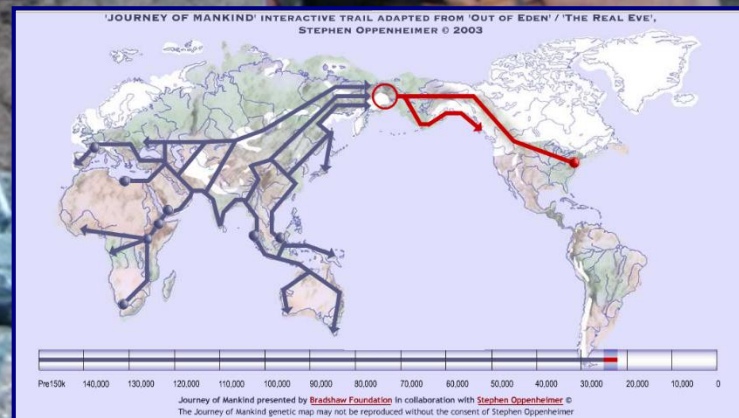 'JOURNEY OF MANKIND' INTERACTIVE TRAIL ADAPTED FROM 'OUT OF EDEN' / 'THE REAL EVE',
STEPHEN OPPENHEIMER © 2003
Pre150k 140,000 130,000 120,000 110,000 100,000 90,000 80,000 70,000 60,000 50,000 40,000 30,000 20,000 10,000 0
Journey of Mankind presented by Bradshaw Foundation in collaboration with Stephen Oppenheimer ©
The Journey of Mankind genetic map may not be reproduced without the consent of Stephen Oppenheimer